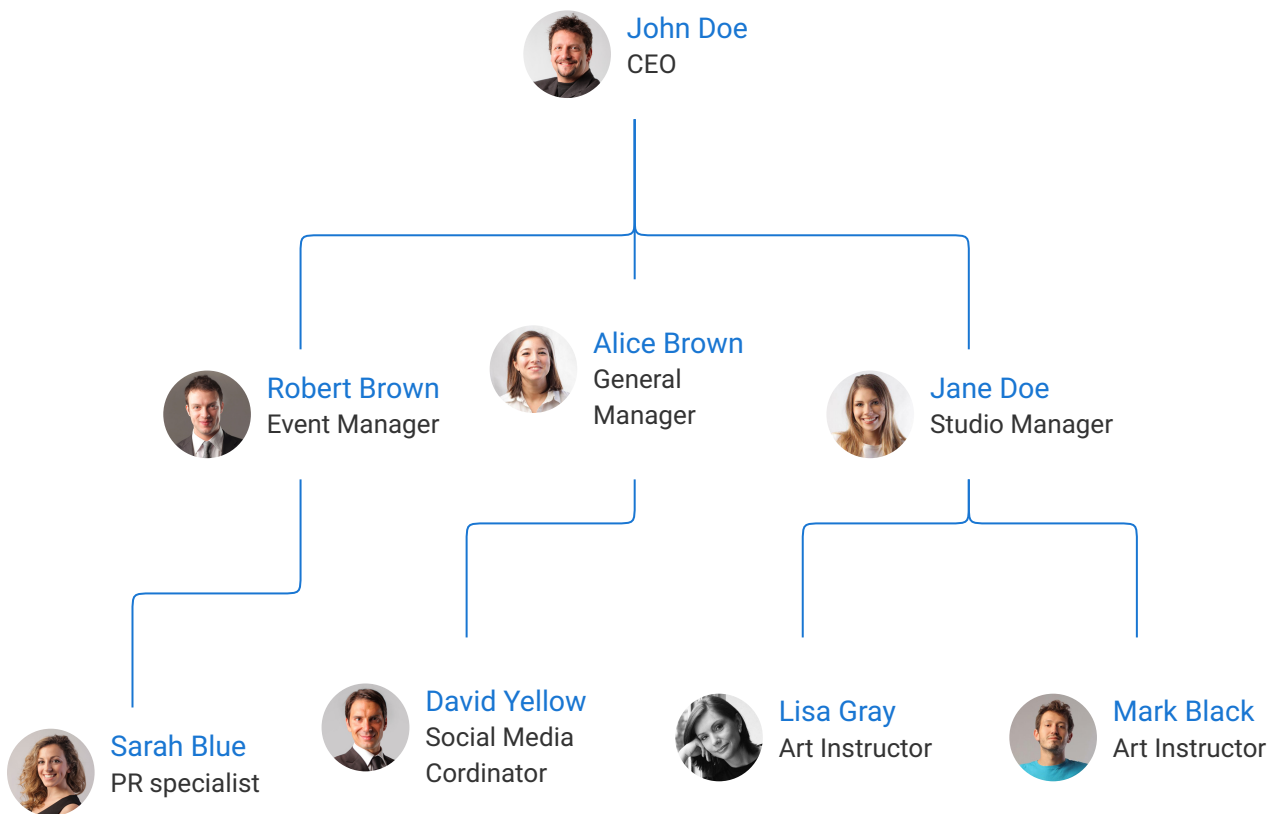 John Doe
CEO
Robert Brown
Event Manager
Alice Brown
General
Manager
Jane Doe
Studio Manager
Sarah Blue
PR specialist
David Yellow
Social Media
Cordinator
Lisa Gray
Art Instructor
Mark Black
Art Instructor